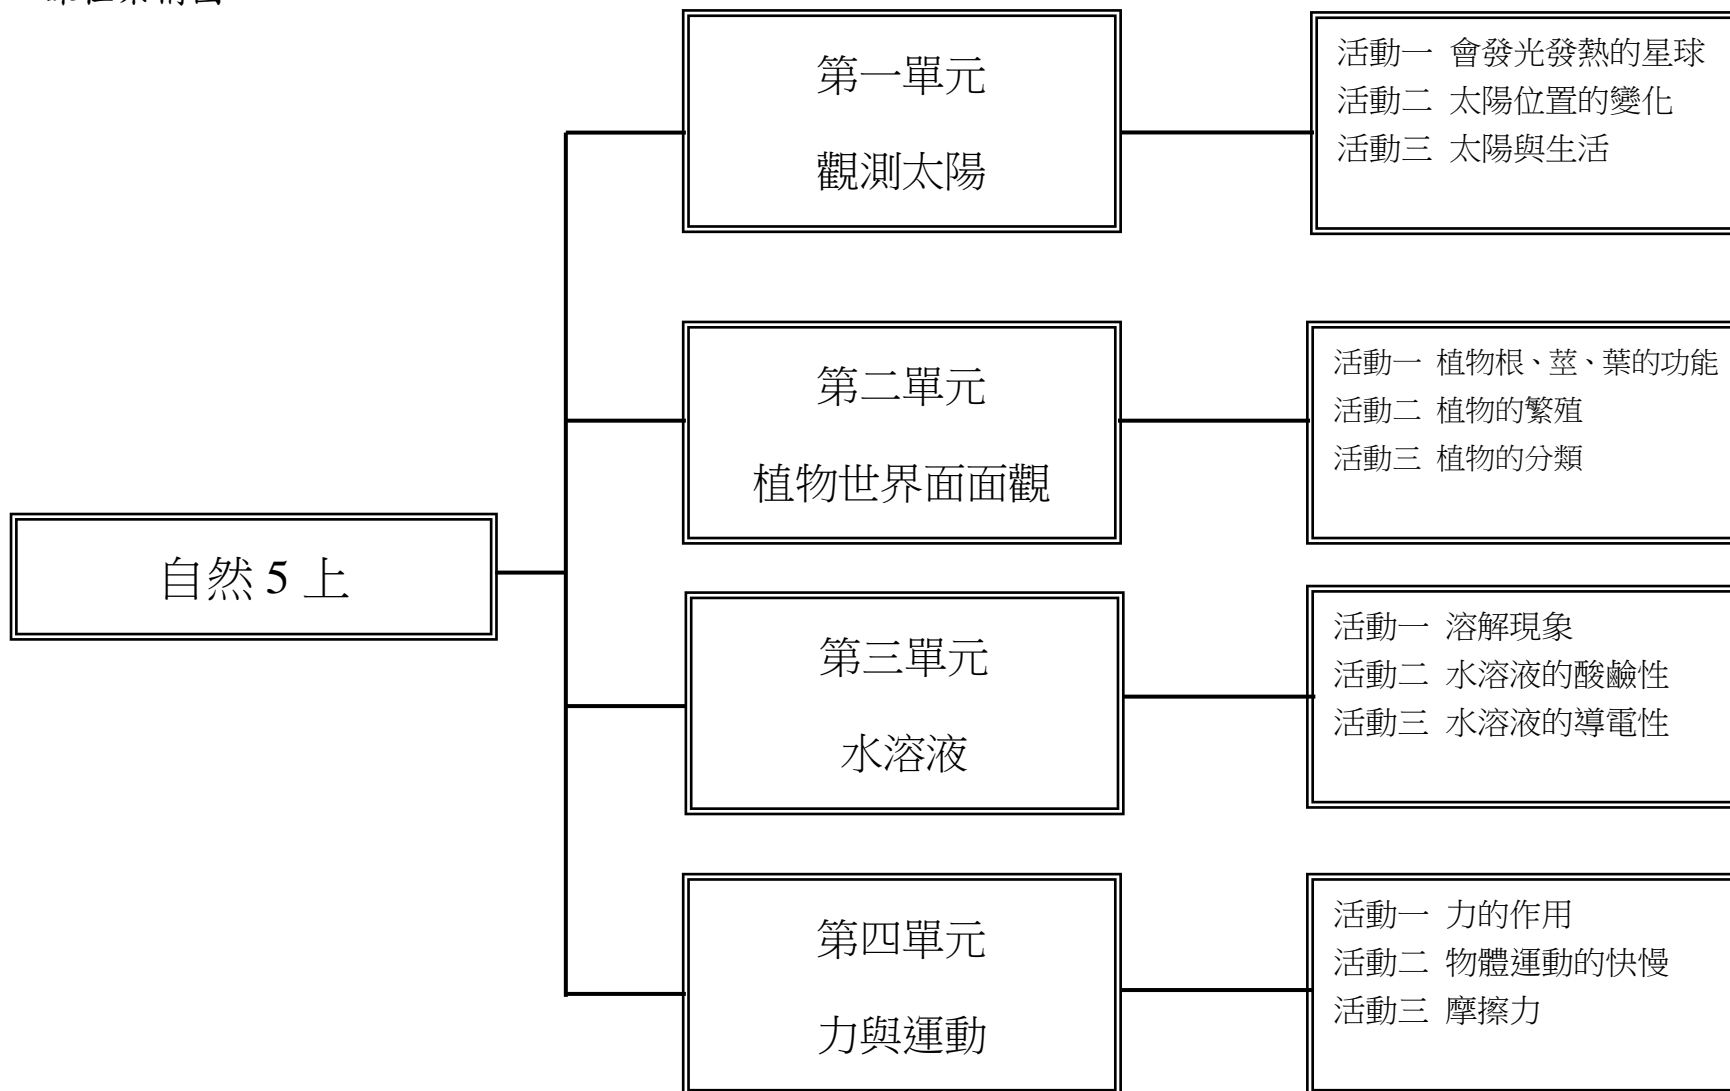 自然 5 上
第一單元
觀測太陽
活動一 會發光發熱的星球
活動二 太陽位置的變化
活動三 太陽與生活
第二單元
植物世界面面觀
活動一 植物根、莖、葉的功能
活動二 植物的繁殖
活動三 植物的分類
第三單元
水溶液
活動一 溶解現象
活動二 水溶液的酸鹼性
活動三 水溶液的導電性
第四單元
力與運動
活動一 力的作用
活動二 物體運動的快慢
活動三 摩擦力